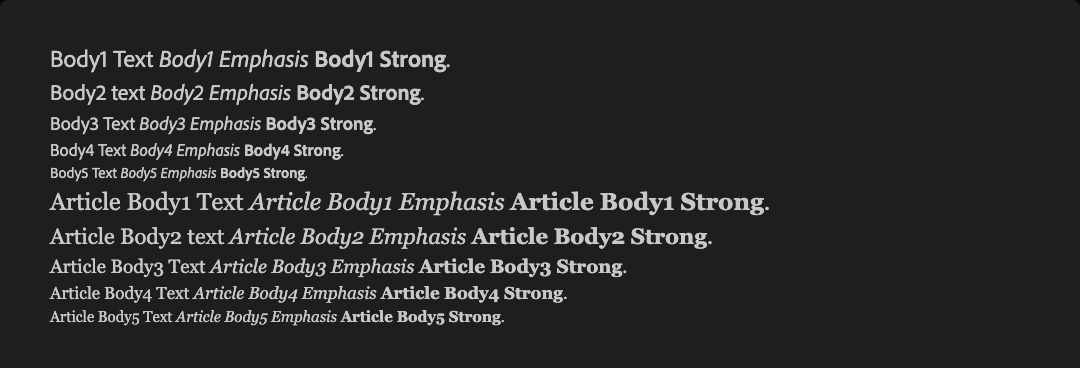 Body1 Text Body1 Emphasis Body1 Strong.
Body2 text Body2 Emphasis Body2 Strong.
Body3 Text Body3 Emphasis Body3 Strong.
Body4 Text Body4 Emphasis Body4 Strong.
Body5 Text Body5 Emphasis Body5 Strong.
Article Body1 Text Article Body1 Emphasis Article Body1 Strong.
Article Body2 text Article Body2 Emphasis Article Body2 Strong.
Article Body3 Text Article Body3 Emphasis Article Body3 Strong.
Article Body4 Text Article Body4 Emphasis Article Body4 Strong.
Article Body5 Text Article Body5 Emphasis Article Body5 Strong.